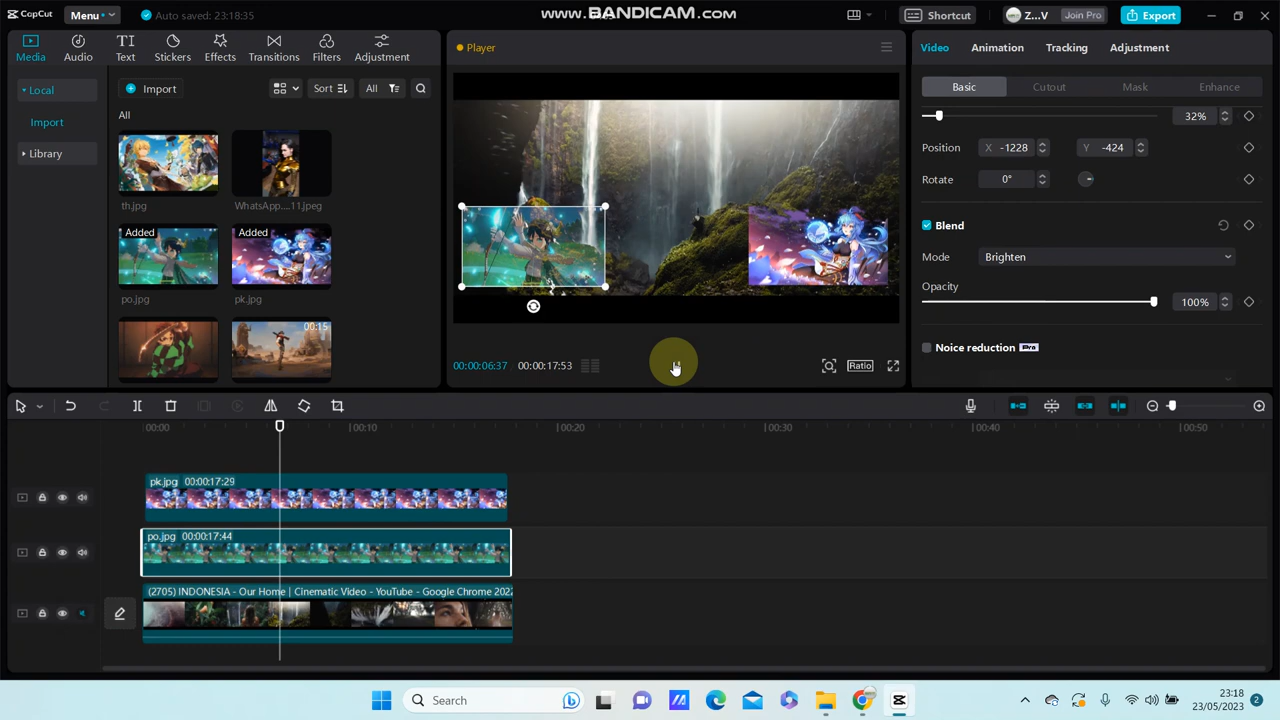 CapCut
Menu
Auto saved: 23:18:35
www.BANDICAM.com
Shortcut
Z...V
Join Pro
Export
Media
Audio
Text
Stickers
Effects
Transitions
Filters
Adjustment
Player
Video
Animation
Tracking
Adjustment
Local
Import
Library
Import
Sort
All
All
th.jpg
WhatsApp....11.jpeg
Added
po.jpg
Added
pk.jpg
00:15
00:00:06:37
00:00:17:53
Ratio
Basic
Cutout
Mask
Enhance
32%
Position
X -1228
Y -424
Rotate
0°
Blend
Mode
Brighten
Opacity
100%
Noice reduction Pro
00:00
00:10
00:20
00:30
00:40
00:50
pk.jpg 00:00:17:29
po.jpg 00:00:17:44
(2705) INDONESIA - Our Home | Cinematic Video - YouTube - Google Chrome 2022
Search
23:18
23/05/2023
2